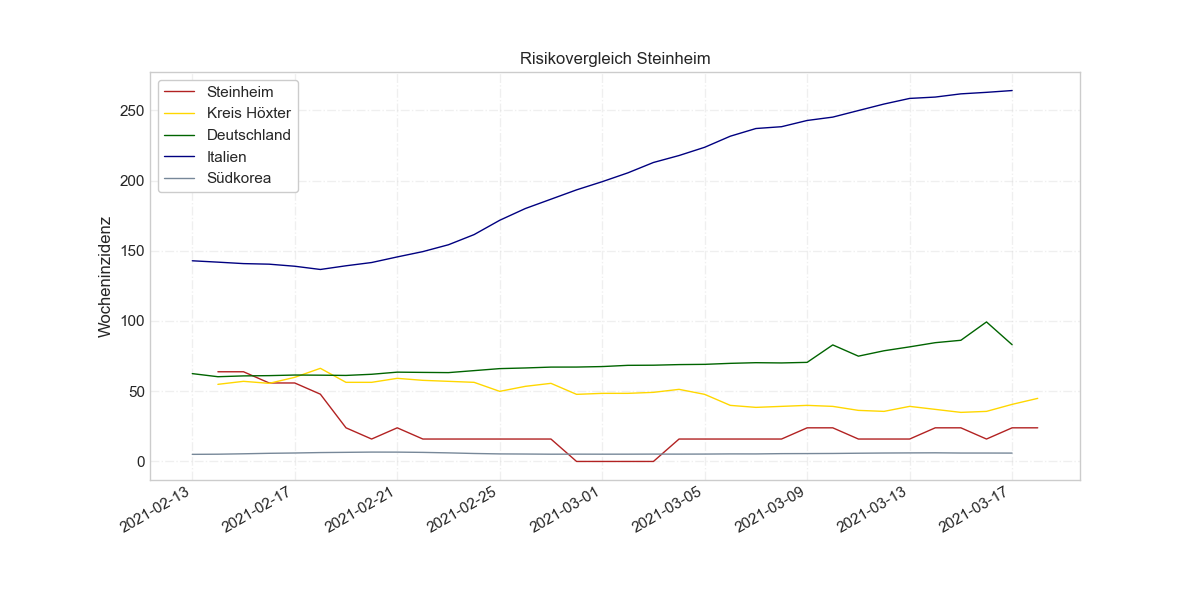 Risikovergleich Steinheim
Steinheim
Kreis Höxter
Deutschland
Italien
Südkorea
Wocheninzidenz
250
200
150
100
50
0
2021-02-13
2021-02-17
2021-02-21
2021-02-25
2021-03-01
2021-03-05
2021-03-09
2021-03-13
2021-03-17